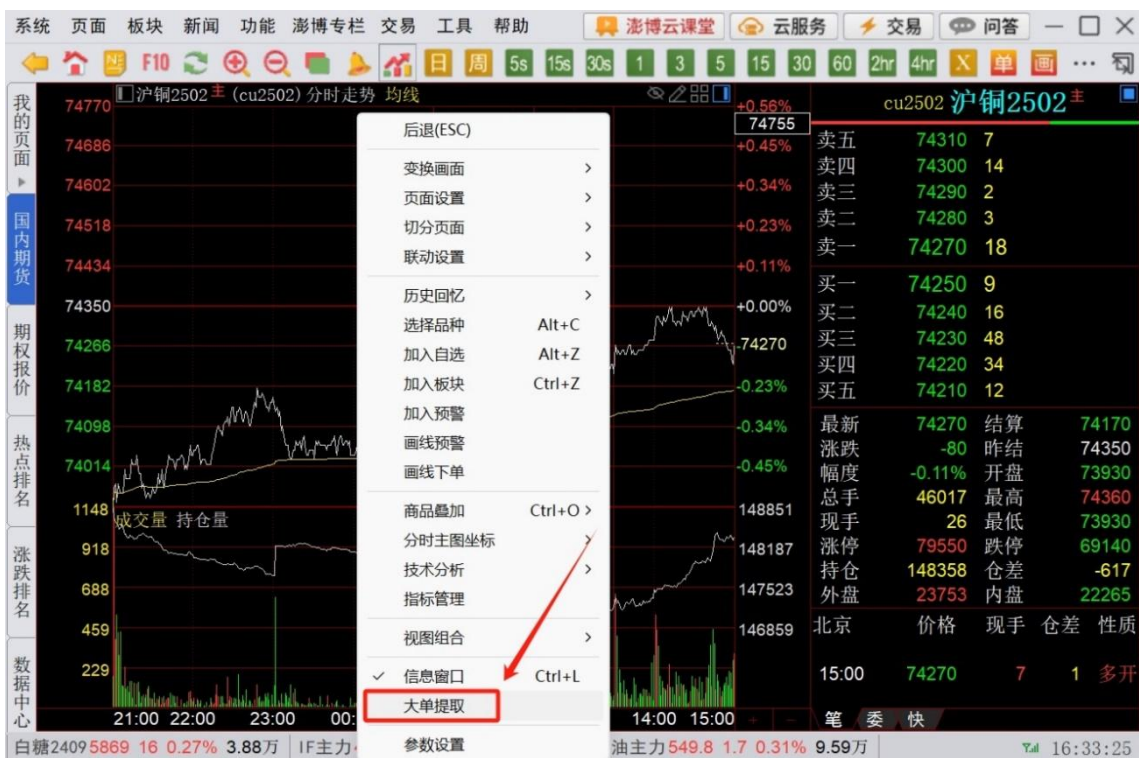 系统 页面 板块 新闻 功能 澎博专栏 交易 工具 帮助 澎博云课堂 云服务 交易 问答
F10 日 周 5s 15s 30s 1 3 5 15 30 60 2hr 4hr X 单 画 ...
我的页面
国内期货
期权报价
热点排名
涨跌排名
数据中心
沪铜2502主 (cu2502) 分时走势 均线
74770
74686
74602
74518
74434
74350
74266
74182
74098
74014
1148
918
688
459
229
成交量 持仓量
21:00 22:00 23:00 00: 14:00 15:00
后退(ESC)
变换画面
页面设置
切分页面
联动设置
历史回忆
选择品种 Alt+C
加入自选 Alt+Z
加入板块 Ctrl+Z
加入预警
画线预警
画线下单
商品叠加 Ctrl+O
分时主图坐标
技术分析
指标管理
视图组合
信息窗口 Ctrl+L
大单提取
参数设置
+0.56%
74755
+0.45%
+0.34%
+0.23%
+0.11%
+0.00%
74270
-0.23%
-0.34%
-0.45%
148851
148187
147523
146859
cu2502 沪铜2502主
卖五 74310 7
卖四 74300 14
卖三 74290 2
卖二 74280 3
卖一 74270 18
买一 74250 9
买二 74240 16
买三 74230 48
买四 74220 34
买五 74210 12
最新 74270 结算 74170
涨跌 -80 昨结 74350
幅度 -0.11% 开盘 73930
总手 46017 最高 74360
现手 26 最低 73930
涨停 79550 跌停 69140
持仓 148358 仓差 -617
外盘 23753 内盘 22265
北京 价格 现手 仓差 性质
15:00 74270 7 1 多开
笔 委 快
白糖2409 5869 16 0.27% 3.88万 IF主力 油主力 549.8 1.7 0.31% 9.59万 16:33:25